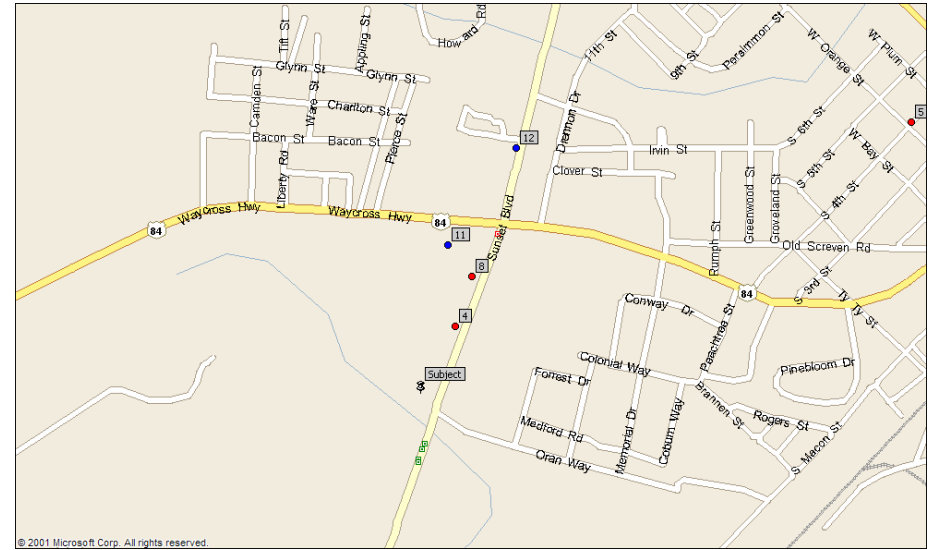 Tift St
Appling St
How ard Rd
11th St
9th St
Persimmon St
W Orange St
W Plum St
Glynn St
Glynn St
Camden St
Ware St
Charlton St
Pierce St
Drannon Dr
S 6th St
5
W Bay St
Bacon St
Bacon St
12
Irvin St
Liberty Rd
Clover St
S 5th St
S 4th St
Greenwood St
Groveland St
Waycross Hwy
Waycross Hwy
84
84
Sunset Blvd
11
Rumph St
Old Screven Rd
8
S 3rd St
84
Ty Ty St
Conway Dr
4
Peachtree St
Colonial Way
Pinebloom Dr
Subject
Forrest Dr
Brannen St
Rogers St
Medford Rd
Memorial Dr
Coburn Way
Oran Way
S Macon St
© 2001 Microsoft Corp. All rights reserved.